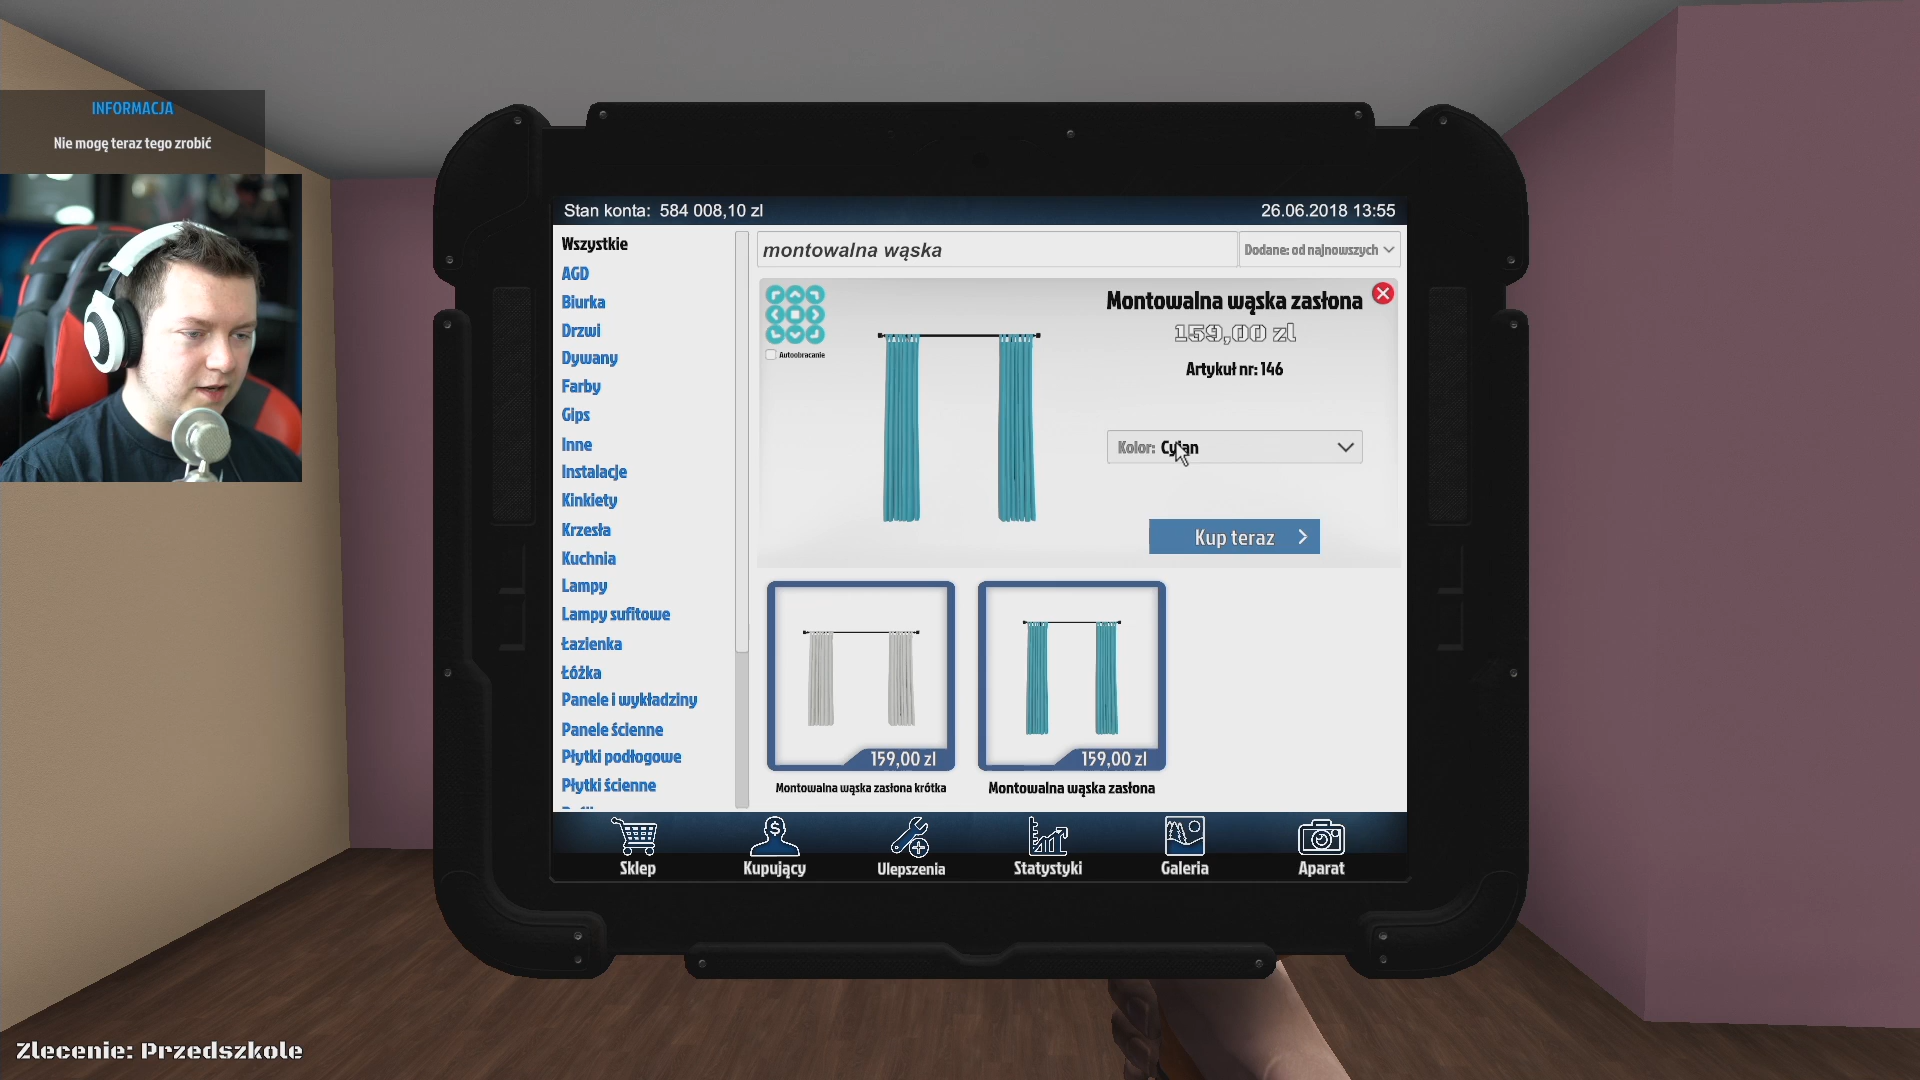 INFORMACJA
Nie mogę teraz tego zrobić
Stan konta: 584 008,10 zl
26.06.2018 13:55
Wszystkie
AGD
Biurka
Drzwi
Dywany
Farby
Gips
Inne
Instalacje
Kinkiety
Krzesła
Kuchnia
Lampy
Lampy sufitowe
Łazienka
Łóżka
Panele i wykładziny
Panele ścienne
Płytki podłogowe
Płytki ścienne
montowalna wąska
Dodane: od najnowszych
Autoobracanie
Montowalna wąska zasłona
159,00 zl
Artykuł nr: 146
Kolor: Cyjan
Kup teraz
159,00 zl
Montowalna wąska zasłona krótka
159,00 zl
Montowalna wąska zasłona
Sklep
Kupujący
Ulepszenia
Statystyki
Galeria
Aparat
Zlecenie: Przedszkole